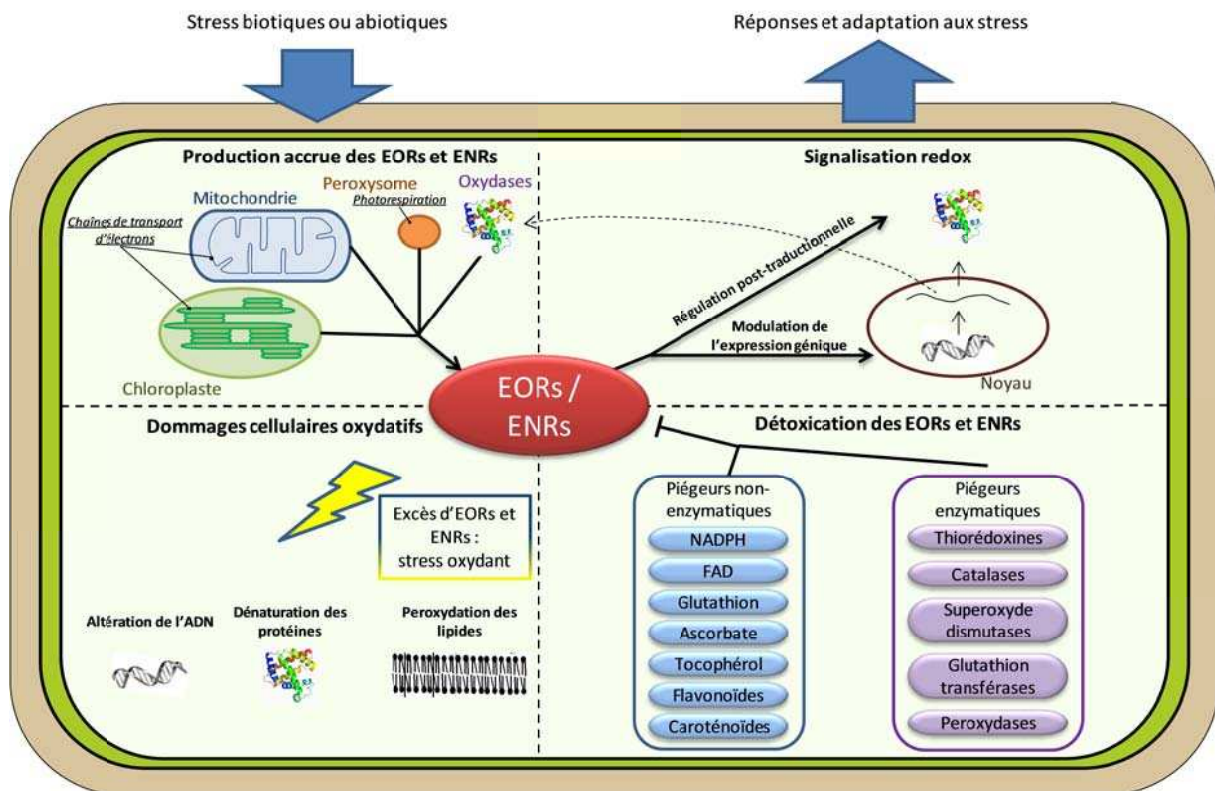 Stress biotiques ou abiotiques
Réponses et adaptation aux stress
Production accrue des EORs et ENRs
Mitochondrie
Peroxysome
Photorespiration
Oxydases
Chaînes de transport
d'électrons
Chloroplaste
Signalisation redox
Régulation post-traductionnelle
Modulation de
l'expression génique
Noyau
EORs /
ENRs
Dommages cellulaires oxydatifs
Excès d'EORs et
ENRs :
stress oxydant
Altération de l'ADN
Dénaturation des
protéines
Peroxydation des
lipides
Détoxication des EORs et ENRs
Piégeurs non-
enzymatiques
NADPH
FAD
Glutathion
Ascorbate
Tocophérol
Flavonoïdes
Caroténoïdes
Piégeurs
enzymatiques
Thiorédoxines
Catalases
Superoxyde
dismutases
Glutathion
transférases
Peroxydases